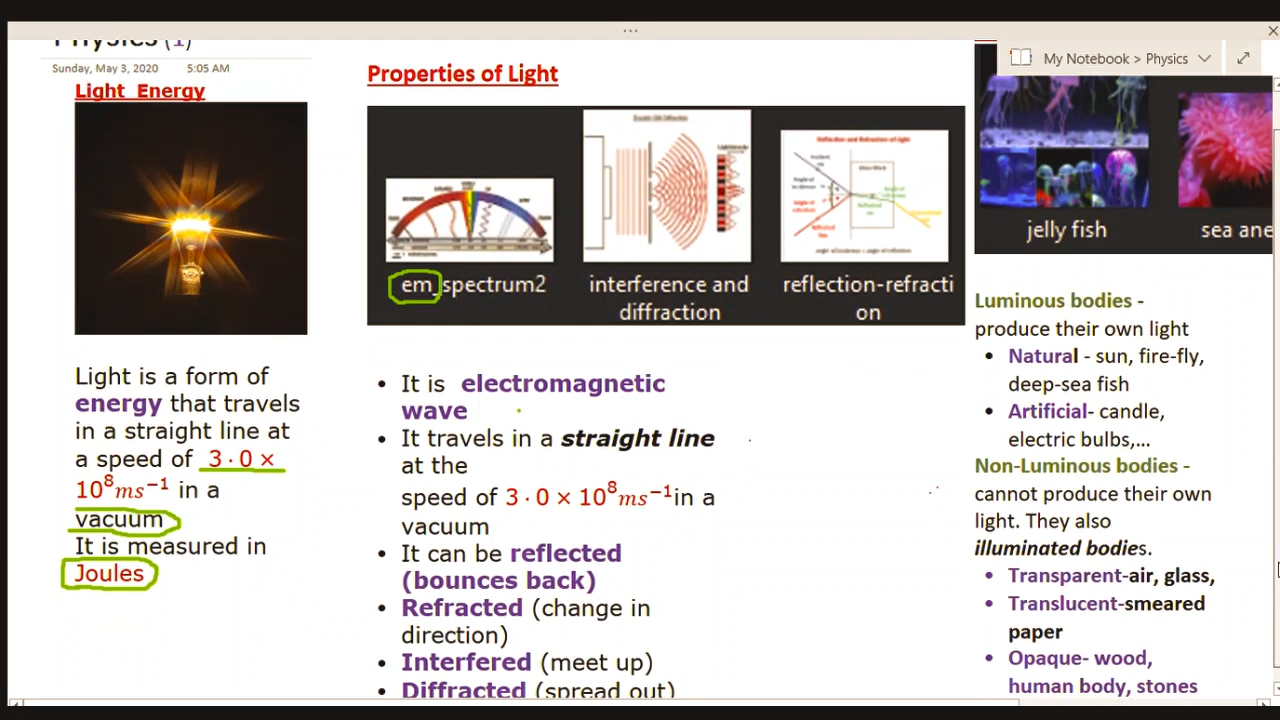 Physics (1)
Sunday, May 3, 2020 5:05 AM
My Notebook > Physics
Light Energy
Light is a form of
energy that travels
in a straight line at
a speed of 3·0 ×
10⁸ms⁻¹ in a
vacuum
It is measured in
Joules
Properties of Light
em_spectrum2
interference and
diffraction
reflection-refracti
on
Reflection and Refraction of Light
• It is electromagnetic
wave
• It travels in a straight line
at the
speed of 3·0 × 10⁸ms⁻¹in a
vacuum
• It can be reflected
(bounces back)
• Refracted (change in
direction)
• Interfered (meet up)
• Diffracted (spread out)
jelly fish
sea ane
Luminous bodies -
produce their own light
• Natural - sun, fire-fly,
deep-sea fish
• Artificial- candle,
electric bulbs,...
Non-Luminous bodies -
cannot produce their own
light. They also
illuminated bodies.
• Transparent-air, glass,
• Translucent-smeared
paper
• Opaque- wood,
human body, stones